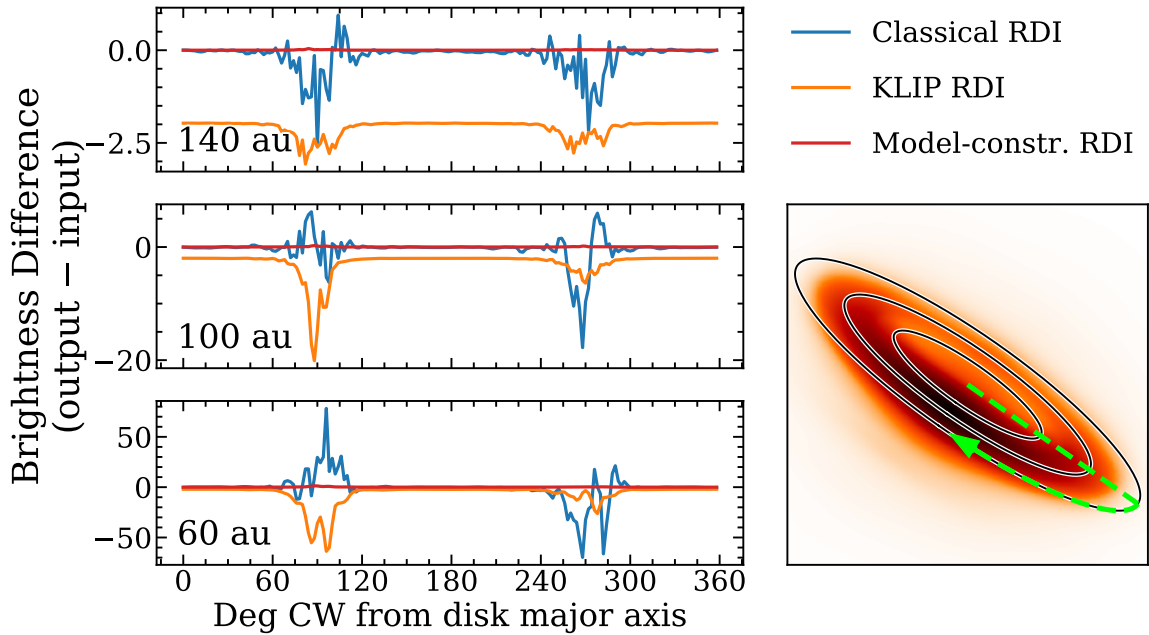 Brightness Difference
(output − input)
0.0
−2.5
140 au
0
−20
100 au
50
0
−50
60 au
0 60 120 180 240 300 360
Deg CW from disk major axis
Classical RDI
KLIP RDI
Model-constr. RDI